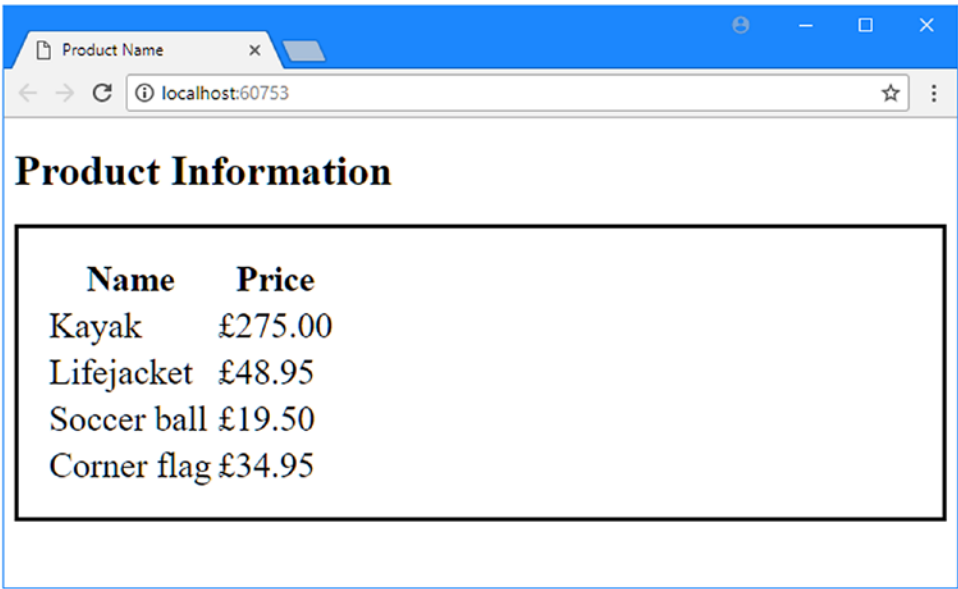 Product Name
localhost:60753
Product Information
Name Price
Kayak £275.00
Lifejacket £48.95
Soccer ball £19.50
Corner flag £34.95